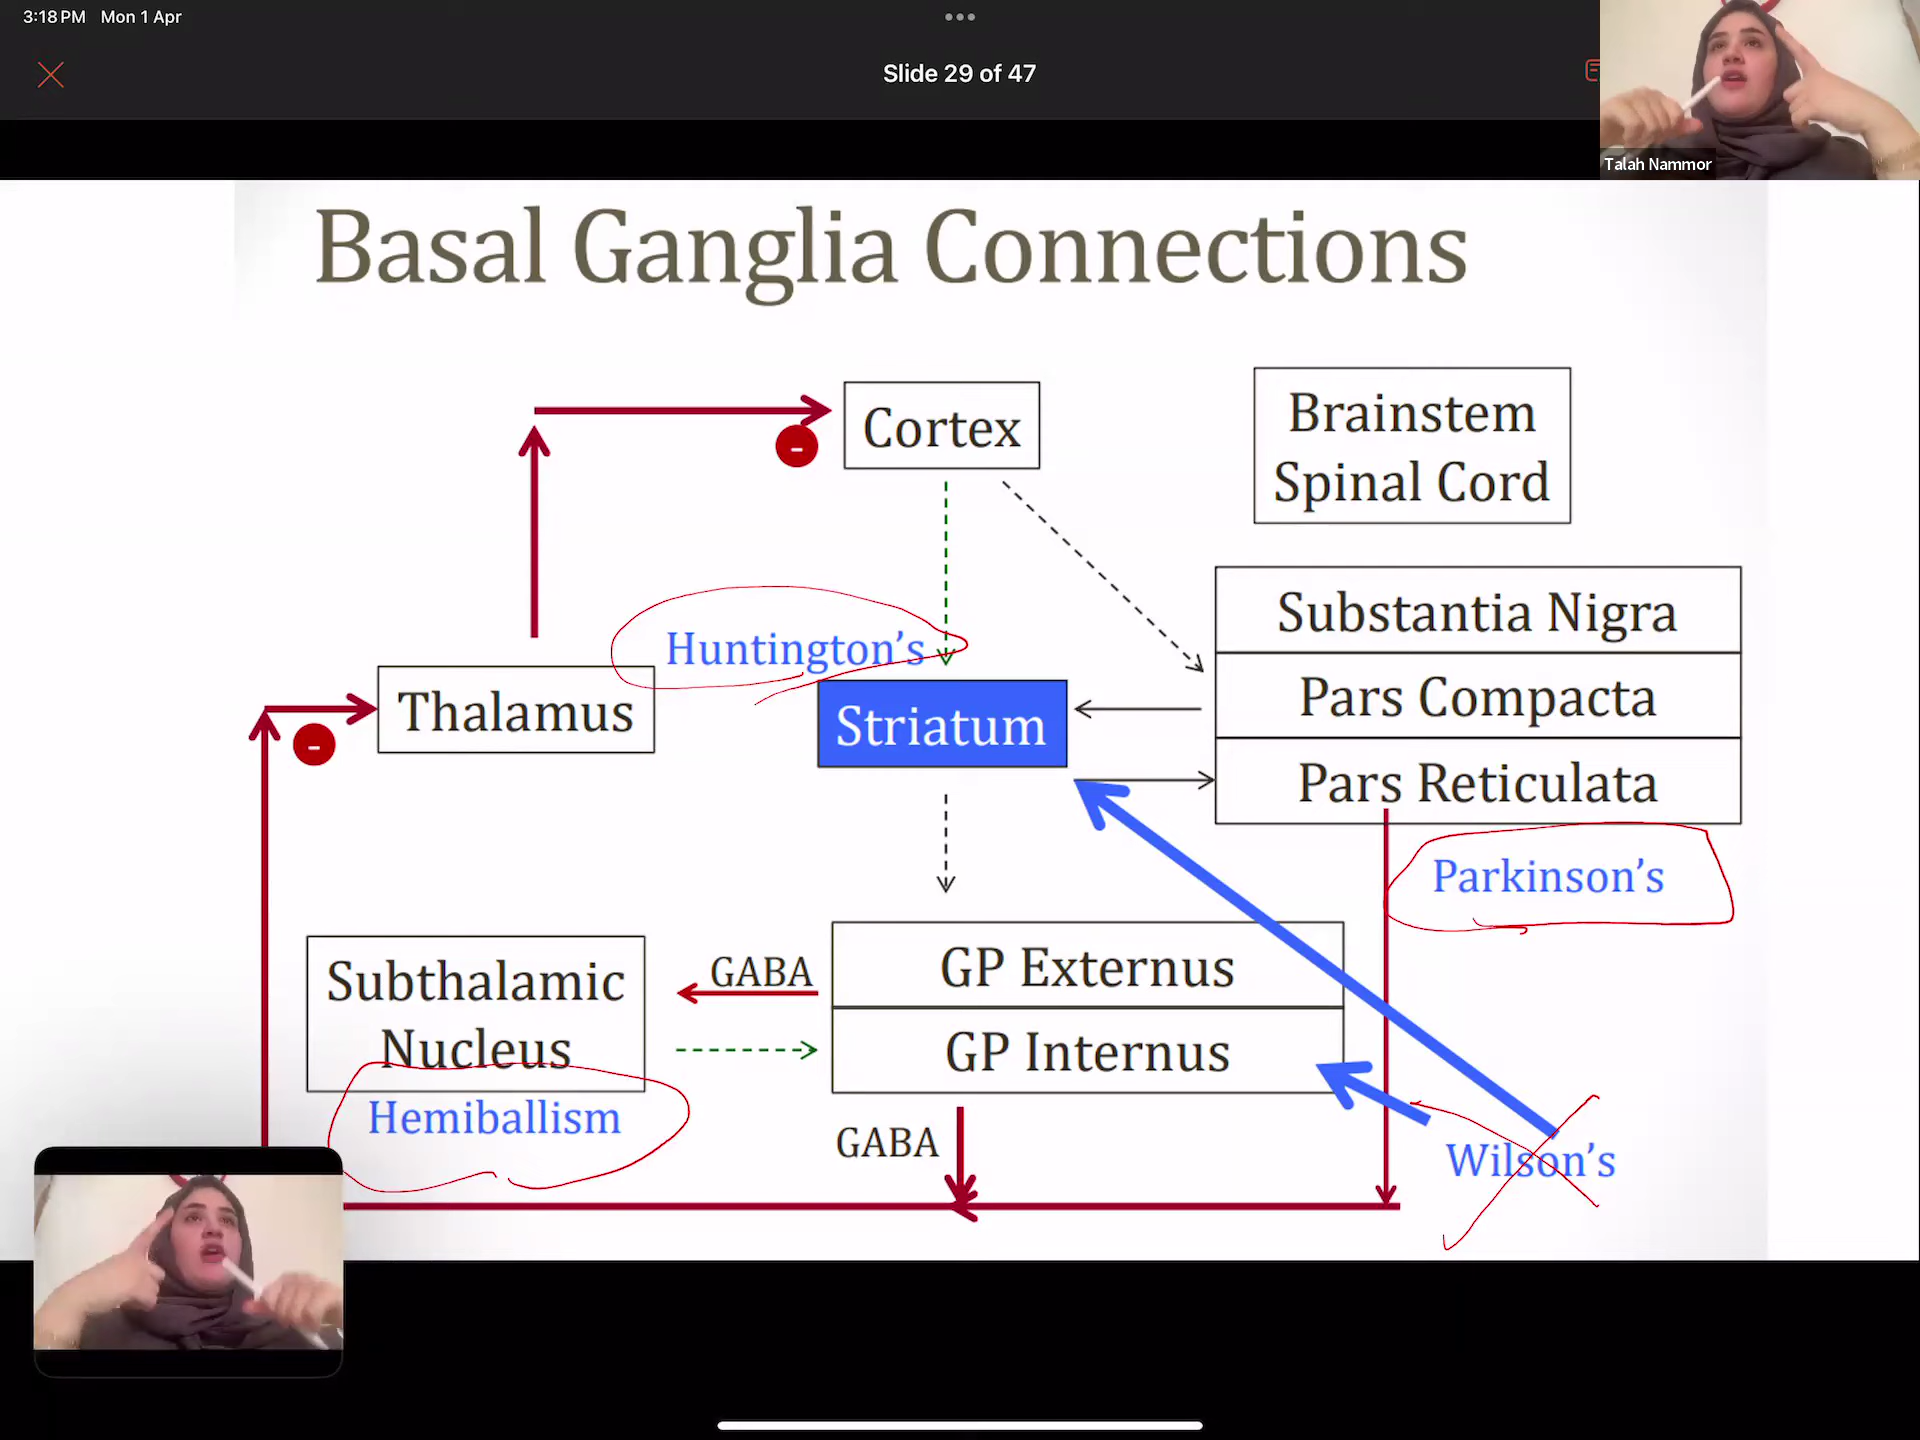 3:18 PM Mon 1 Apr
Slide 29 of 47
Talah Nammor
Basal Ganglia Connections
Cortex
-
Brainstem
Spinal Cord
Substantia Nigra
Huntington's
Thalamus
-
Striatum
Pars Compacta
Pars Reticulata
Parkinson's
Subthalamic
Nucleus
GABA
GP Externus
GP Internus
Hemiballism
GABA
Wilson's